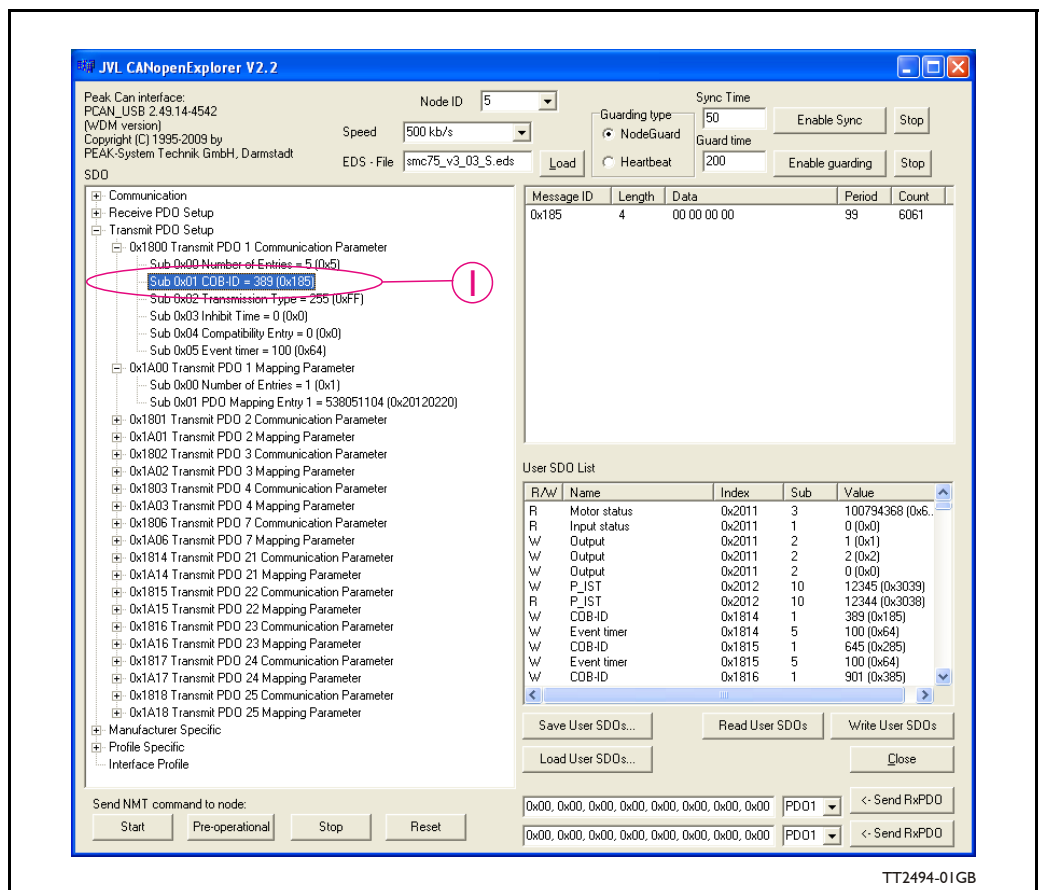 JVL CANopenExplorer V2.2
Peak Can interface:
PCAN_USB 2.49.14-4542
(WDM version)
Copyright (C) 1995-2009 by
PEAK-System Technik GmbH, Darmstadt
Node ID 5
Speed 500 kb/s
EDS - File smc75_v3_03_S.eds Load
Guarding type
NodeGuard
Heartbeat
Sync Time
50 Enable Sync Stop
Guard time
200 Enable guarding Stop
SDO
Communication
Receive PDO Setup
Transmit PDO Setup
0x1800 Transmit PDO 1 Communication Parameter
Sub 0x00 Number of Entries = 5 (0x5)
Sub 0x01 COB-ID = 389 (0x185)
I
Sub 0x02 Transmission Type = 255 (0xFF)
Sub 0x03 Inhibit Time = 0 (0x0)
Sub 0x04 Compatibility Entry = 0 (0x0)
Sub 0x05 Event timer = 100 (0x64)
0x1A00 Transmit PDO 1 Mapping Parameter
Sub 0x00 Number of Entries = 1 (0x1)
Sub 0x01 PDO Mapping Entry 1 = 538051104 (0x20120220)
0x1801 Transmit PDO 2 Communication Parameter
0x1A01 Transmit PDO 2 Mapping Parameter
0x1802 Transmit PDO 3 Communication Parameter
0x1A02 Transmit PDO 3 Mapping Parameter
0x1803 Transmit PDO 4 Communication Parameter
0x1A03 Transmit PDO 4 Mapping Parameter
0x1806 Transmit PDO 7 Communication Parameter
0x1A06 Transmit PDO 7 Mapping Parameter
0x1814 Transmit PDO 21 Communication Parameter
0x1A14 Transmit PDO 21 Mapping Parameter
0x1815 Transmit PDO 22 Communication Parameter
0x1A15 Transmit PDO 22 Mapping Parameter
0x1816 Transmit PDO 23 Communication Parameter
0x1A16 Transmit PDO 23 Mapping Parameter
0x1817 Transmit PDO 24 Communication Parameter
0x1A17 Transmit PDO 24 Mapping Parameter
0x1818 Transmit PDO 25 Communication Parameter
0x1A18 Transmit PDO 25 Mapping Parameter
Manufacturer Specific
Profile Specific
Interface Profile
Message ID Length Data Period Count
0x185 4 00 00 00 00 99 6061
User SDO List
R/W Name Index Sub Value
R Motor status 0x2011 3 100794368 (0x6..
R Input status 0x2011 1 0 (0x0)
W Output 0x2011 2 1 (0x1)
W Output 0x2011 2 2 (0x2)
W Output 0x2011 2 0 (0x0)
W P_IST 0x2012 10 12345 (0x3039)
R P_IST 0x2012 10 12344 (0x3038)
W COB-ID 0x1814 1 389 (0x185)
W Event timer 0x1814 5 100 (0x64)
W COB-ID 0x1815 1 645 (0x285)
W Event timer 0x1815 5 100 (0x64)
W COB-ID 0x1816 1 901 (0x385)
Save User SDOs... Read User SDOs Write User SDOs
Load User SDOs... Close
Send NMT command to node:
Start Pre-operational Stop Reset
0x00, 0x00, 0x00, 0x00, 0x00, 0x00, 0x00, 0x00 PDO1 <- Send RxPDO
0x00, 0x00, 0x00, 0x00, 0x00, 0x00, 0x00, 0x00 PDO1 <- Send RxPDO
TT2494-01GB